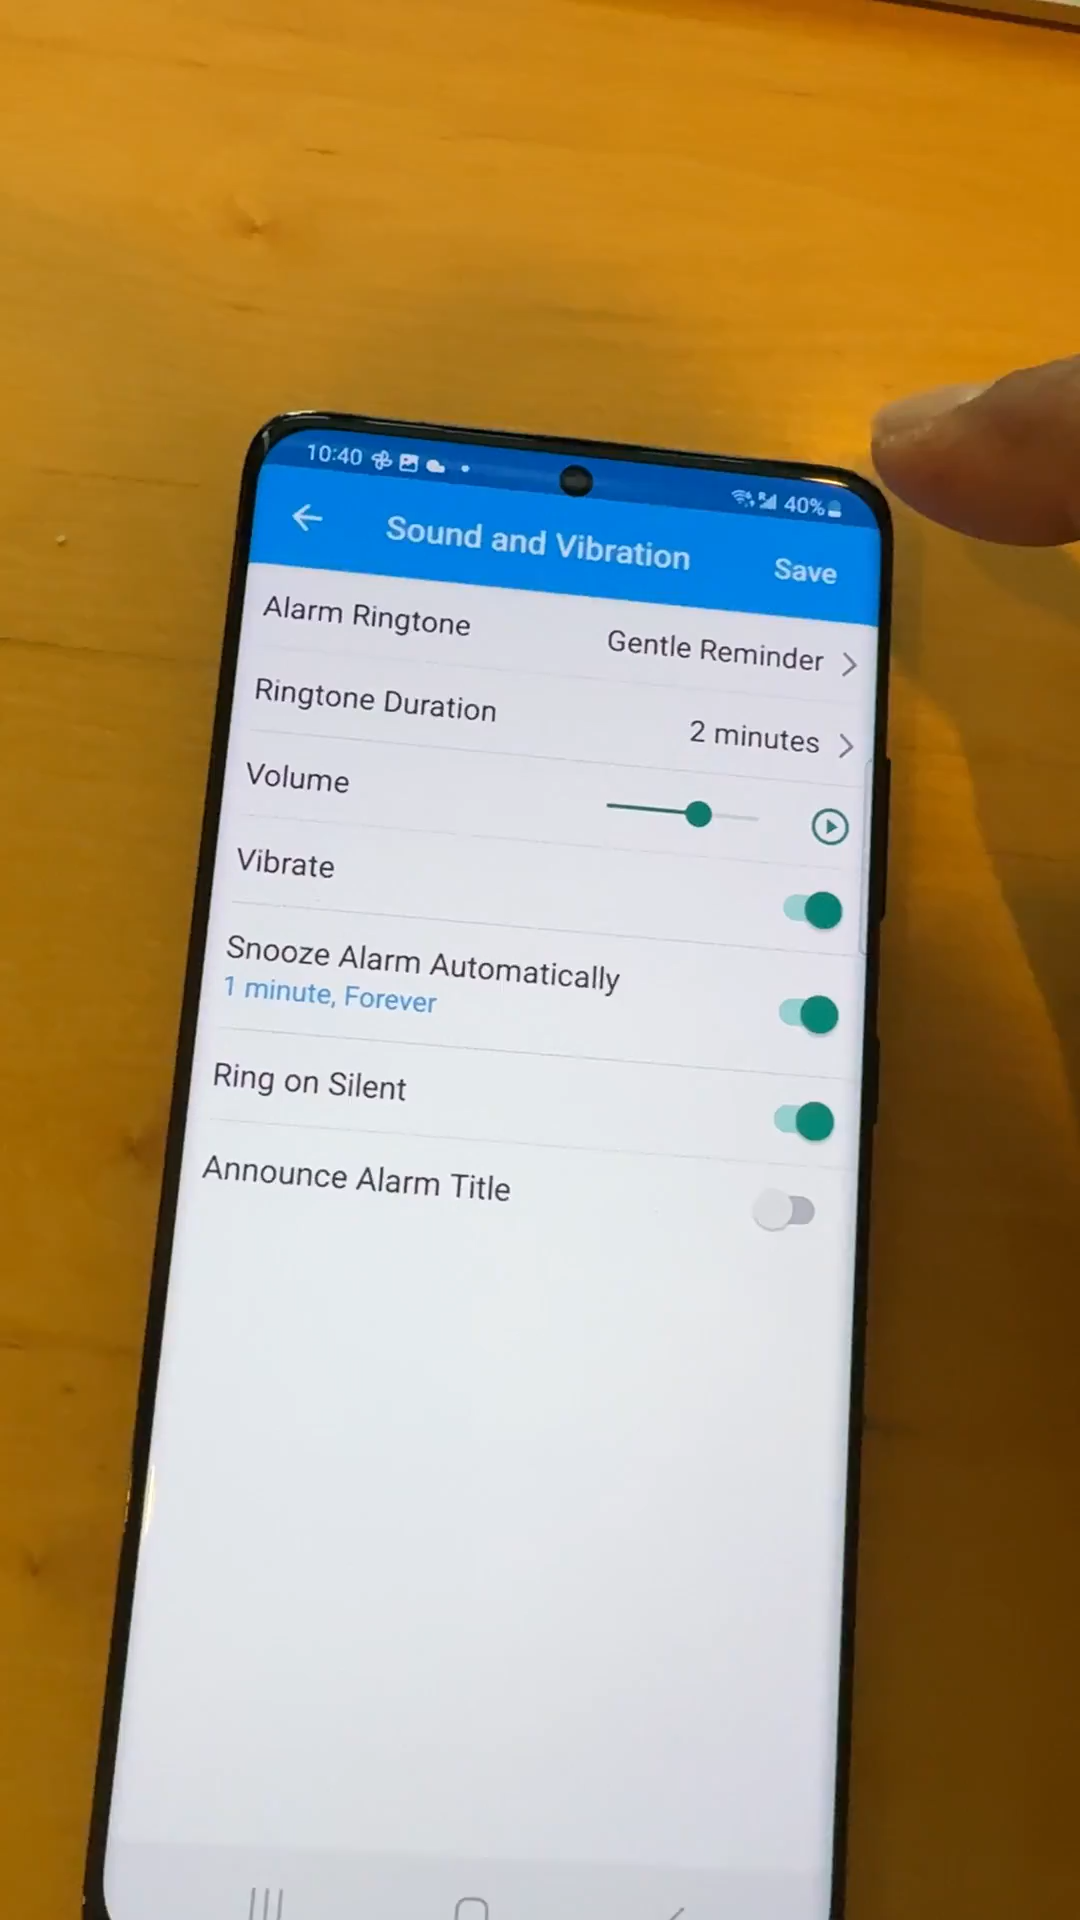 10:40
40%
Sound and Vibration
Save
Alarm Ringtone
Gentle Reminder
Ringtone Duration
2 minutes
Volume
Vibrate
Snooze Alarm Automatically
1 minute, Forever
Ring on Silent
Announce Alarm Title